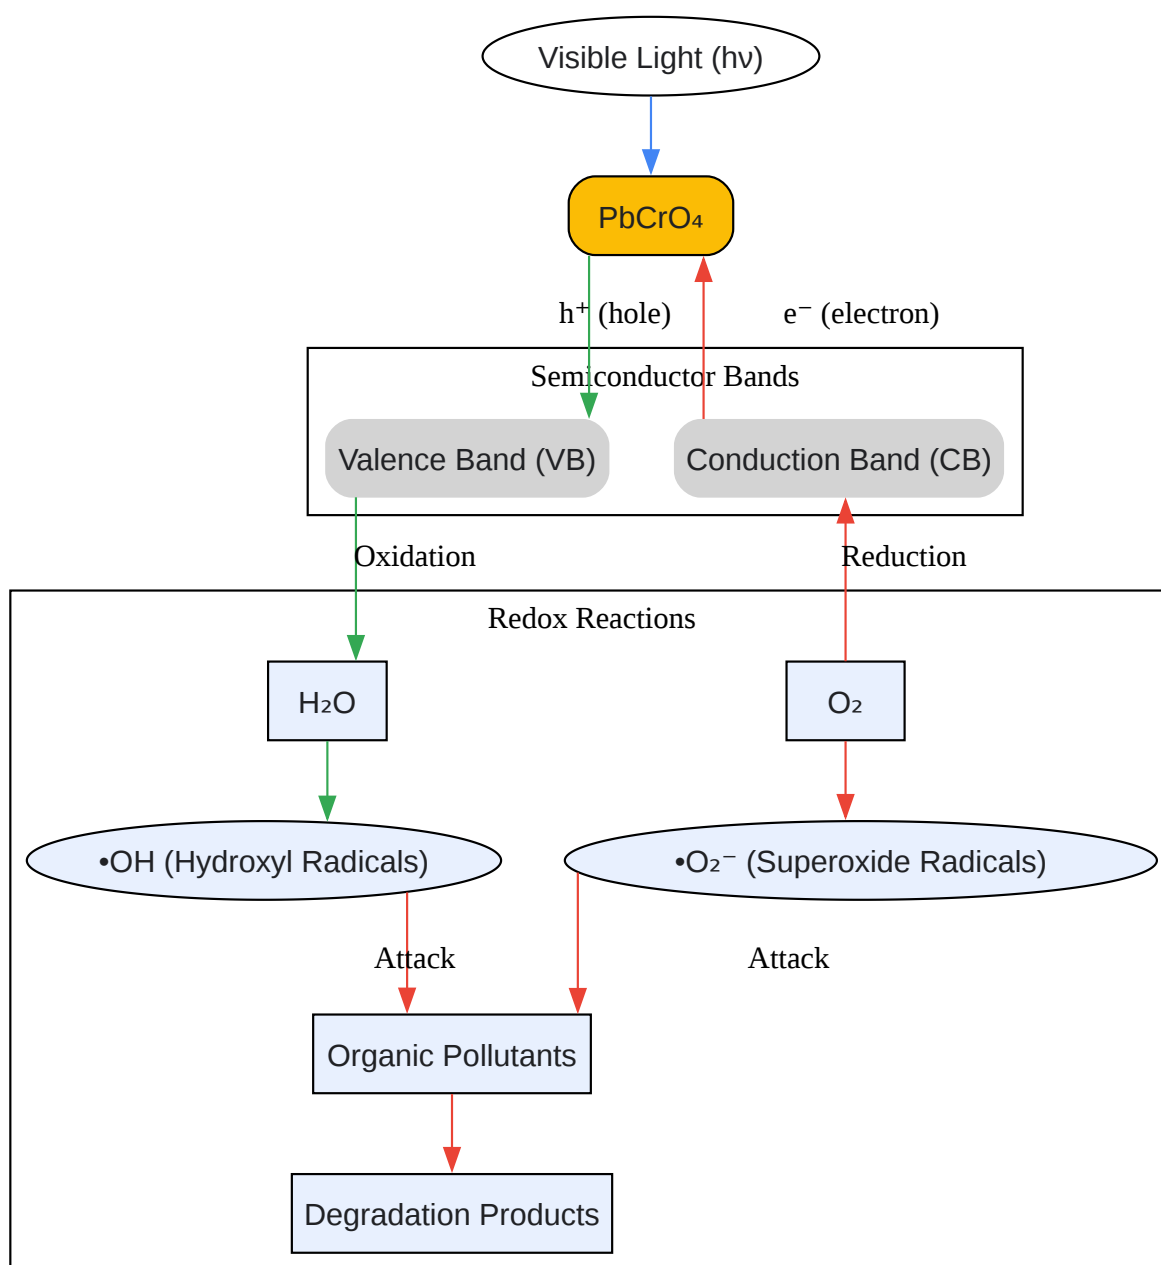 Visible Light (hν)
PbCrO₄
h⁺ (hole)
e⁻ (electron)
Semiconductor Bands
Valence Band (VB)
Conduction Band (CB)
Oxidation
Reduction
Redox Reactions
H₂O
O₂
•OH (Hydroxyl Radicals)
•O₂⁻ (Superoxide Radicals)
Attack
Attack
Organic Pollutants
Degradation Products